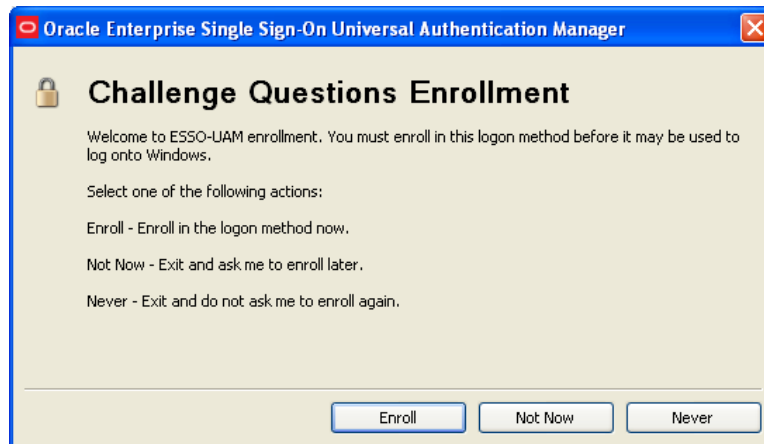 Oracle Enterprise Single Sign-On Universal Authentication Manager
Challenge Questions Enrollment
Welcome to ESSO-UAM enrollment. You must enroll in this logon method before it may be used to
log onto Windows.
Select one of the following actions:
Enroll - Enroll in the logon method now.
Not Now - Exit and ask me to enroll later.
Never - Exit and do not ask me to enroll again.
Enroll Not Now Never